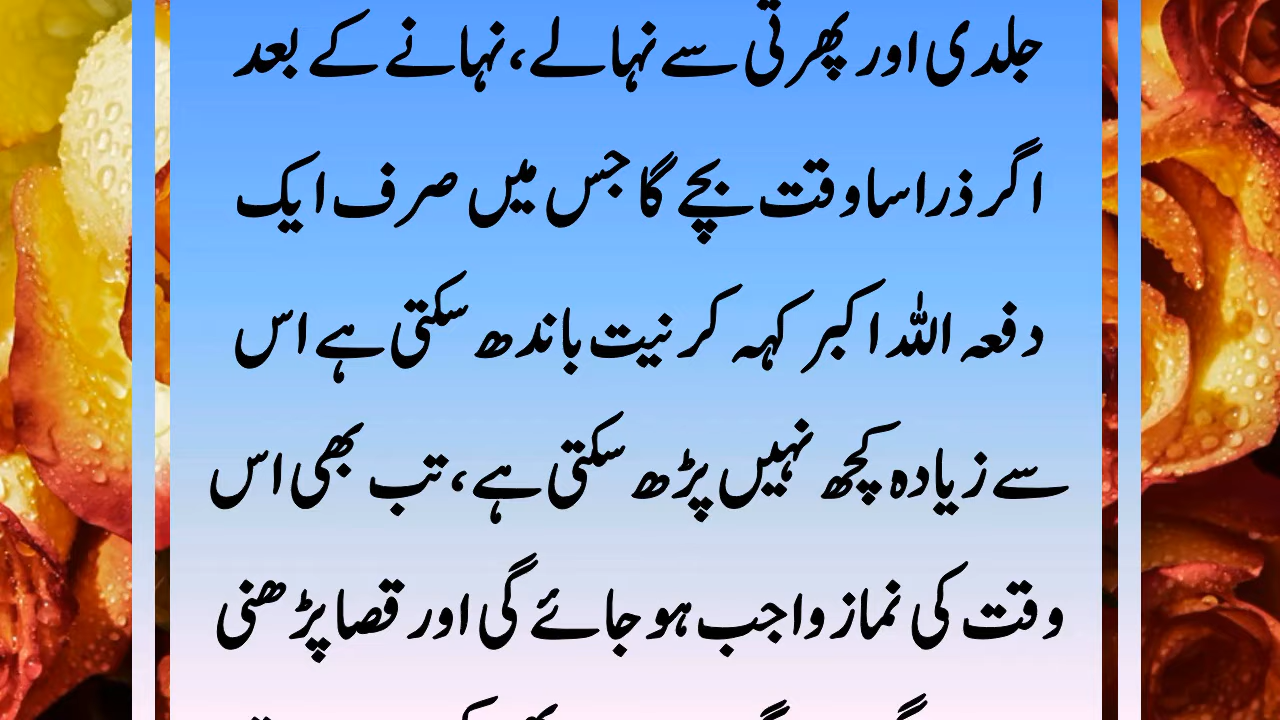 جلدی اور پھرتی سے نہالے، نہانے کے بعد
اگر ذرا سا وقت بچے گا جس میں صرف ایک
دفعہ اللہ اکبر کہہ کر نیت باندھ سکتی ہے اس
سے زیادہ کچھ نہیں پڑھ سکتی ہے، تب بھی اس
وقت کی نماز واجب ہو جائے گی اور قصا پڑھنی